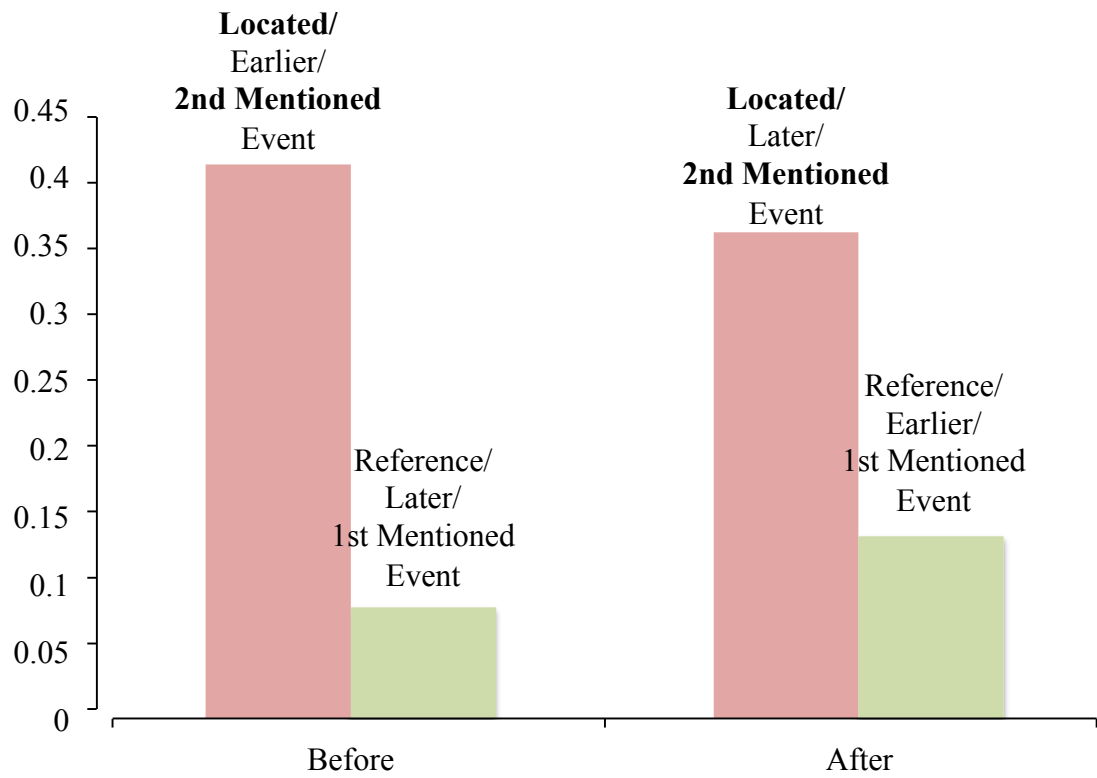 Located/
Earlier/
2nd Mentioned
Event
Located/
Later/
2nd Mentioned
Event
0.45
0.4
0.35
0.3
0.25
0.2
0.15
0.1
0.05
0
Reference/
Later/
1st Mentioned
Event
Reference/
Earlier/
1st Mentioned
Event
Before
After